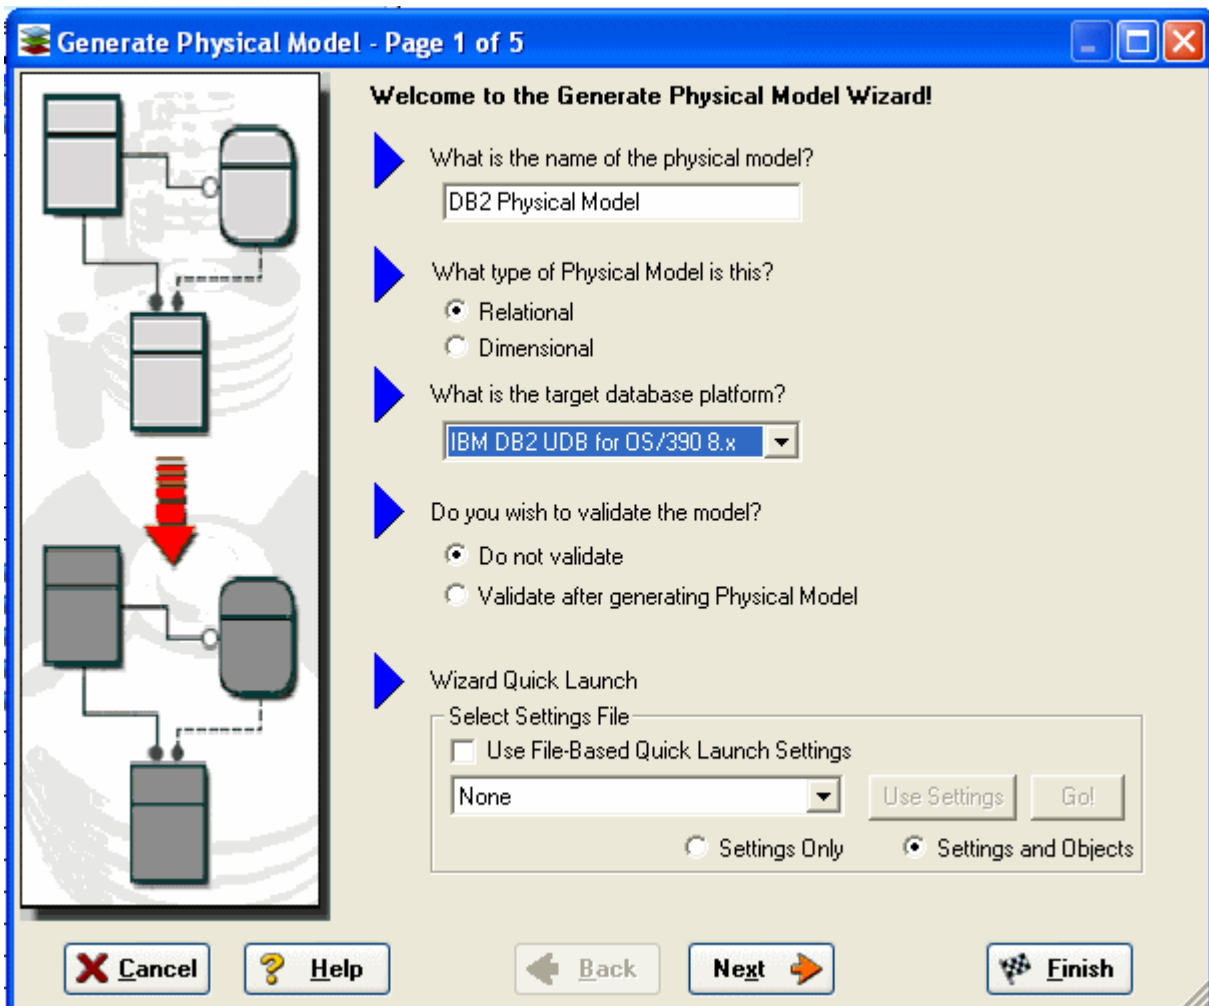 Generate Physical Model - Page 1 of 5
Welcome to the Generate Physical Model Wizard!
What is the name of the physical model?
DB2 Physical Model
What type of Physical Model is this?
Relational
Dimensional
What is the target database platform?
IBM DB2 UDB for OS/390 8.x
Do you wish to validate the model?
Do not validate
Validate after generating Physical Model
Wizard Quick Launch
Select Settings File
Use File-Based Quick Launch Settings
None Use Settings Go!
Settings Only Settings and Objects
Cancel Help Back Next Finish